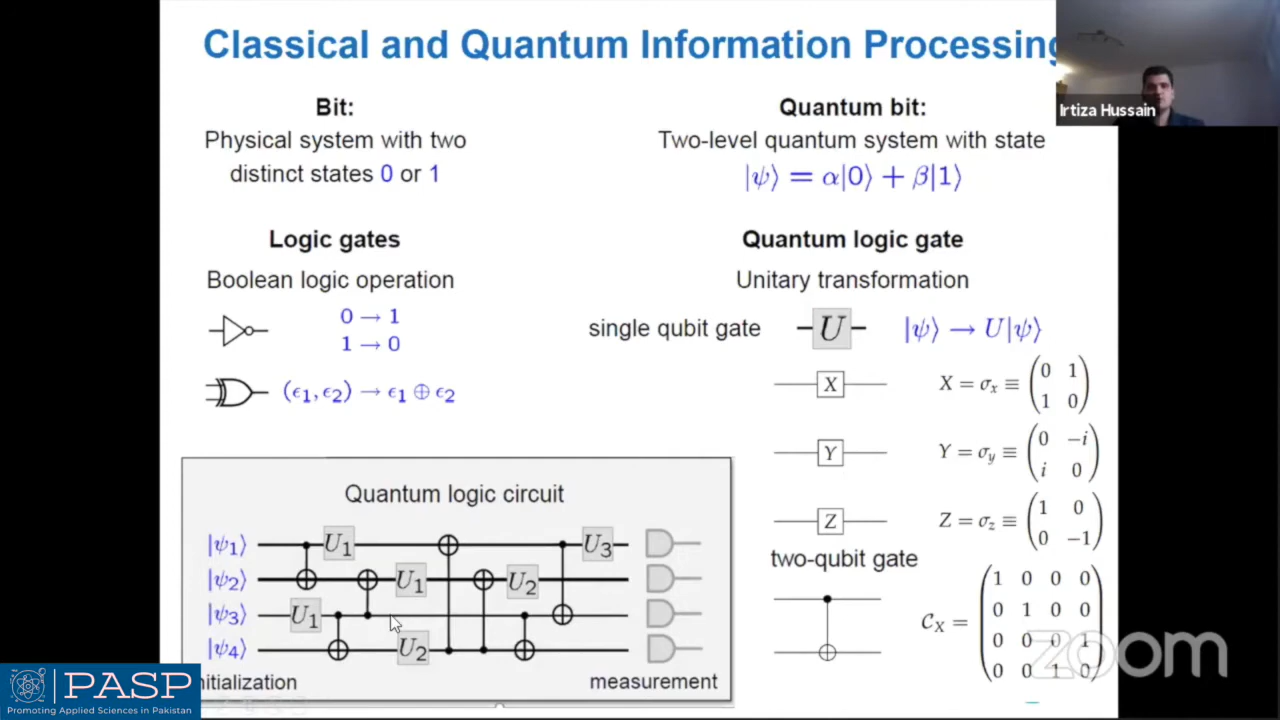 Classical and Quantum Information Processing
Irtiza Hussain
Bit:
Physical system with two
distinct states 0 or 1
Quantum bit:
Two-level quantum system with state
|ψ⟩ = α|0⟩ + β|1⟩
Logic gates
Boolean logic operation
0 → 1
1 → 0
(ϵ1, ϵ2) → ϵ1 ⊕ ϵ2
Quantum logic gate
Unitary transformation
single qubit gate U |ψ⟩ → U|ψ⟩
X X = σx ≡ (0 1
1 0)
Y Y = σy ≡ (0 −i
i 0)
Z Z = σz ≡ (1 0
0 −1)
two-qubit gate
CX = (1 0 0 0
0 1 0 0
0 0 0 1
0 0 1 0)
Quantum logic circuit
|ψ1⟩ U1 U3
|ψ2⟩ U1 U2
|ψ3⟩ U1
|ψ4⟩ U2
nitialization measurement
PASP
Promoting Applied Sciences in Pakistan
zoom